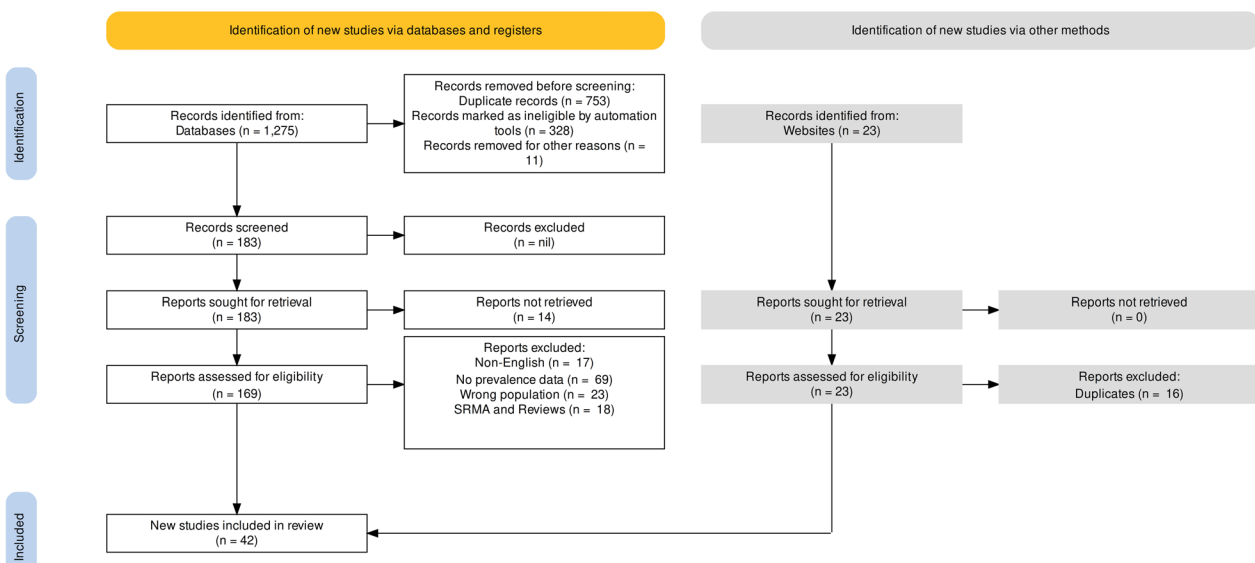 Identification of new studies via databases and registers
Identification of new studies via other methods
Identification
Records identified from:
Databases (n = 1,275)
Records removed before screening:
Duplicate records (n = 753)
Records marked as ineligible by automation
tools (n = 328)
Records removed for other reasons (n =
11)
Records identified from:
Websites (n = 23)
Screening
Records screened
(n = 183)
Records excluded
(n = nil)
Reports sought for retrieval
(n = 183)
Reports not retrieved
(n = 14)
Reports sought for retrieval
(n = 23)
Reports not retrieved
(n = 0)
Reports assessed for eligibility
(n = 169)
Reports excluded:
Non-English (n = 17)
No prevalence data (n = 69)
Wrong population (n = 23)
SRMA and Reviews (n = 18)
Reports assessed for eligibility
(n = 23)
Reports excluded:
Duplicates (n = 16)
Included
New studies included in review
(n = 42)